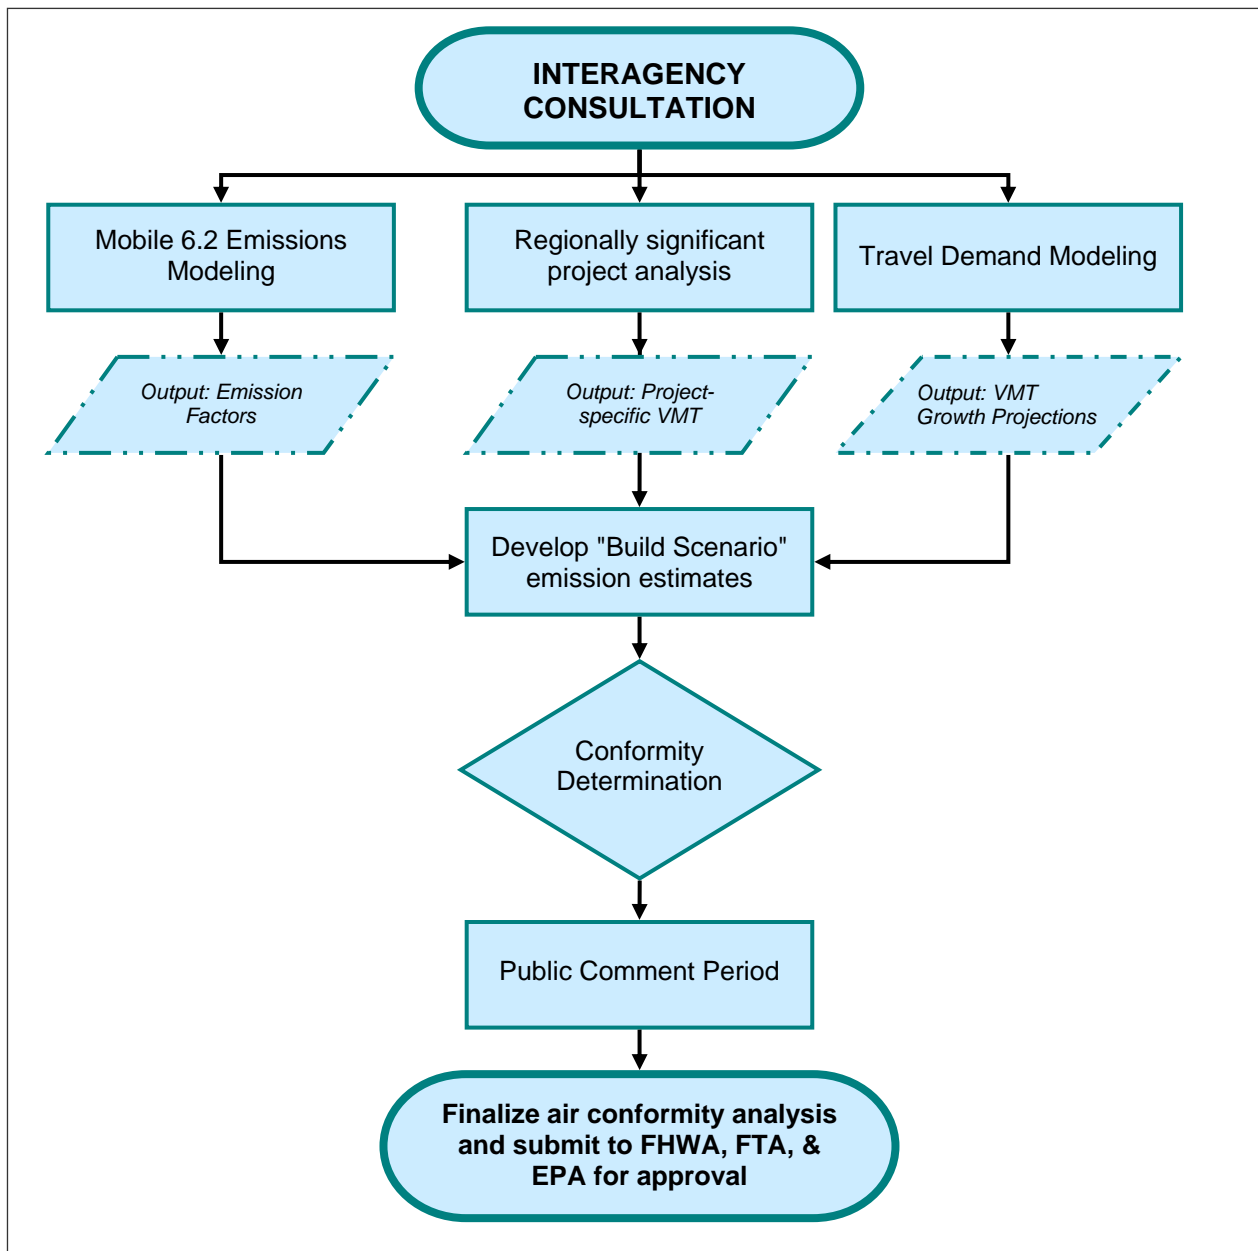 INTERAGENCY
CONSULTATION
Mobile 6.2 Emissions
Modeling
Regionally significant
project analysis
Travel Demand Modeling
Output: Emission
Factors
Output: Project-
specific VMT
Output: VMT
Growth Projections
Develop "Build Scenario"
emission estimates
Conformity
Determination
Public Comment Period
Finalize air conformity analysis
and submit to FHWA, FTA, &
EPA for approval